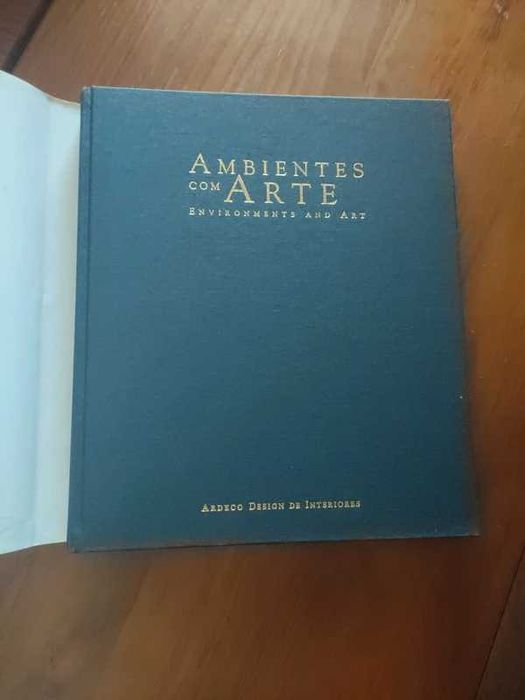 AMBIENTES
COM ARTE
ENVIRONMENTS AND ART
ARDECO DESIGN DE INTERIORES